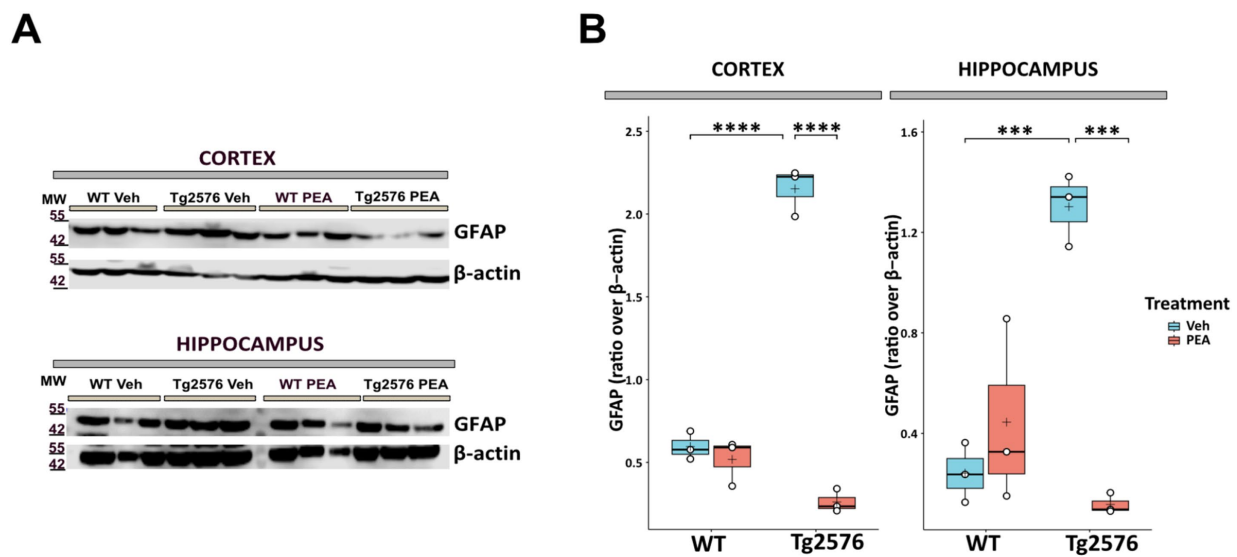 A
CORTEX
MW
WT Veh
Tg2576 Veh
WT PEA
Tg2576 PEA
55
42
GFAP
55
42
β-actin
HIPPOCAMPUS
MW
WT Veh
Tg2576 Veh
WT PEA
Tg2576 PEA
55
42
GFAP
55
42
β-actin
B
CORTEX
**** ****
GFAP (ratio over β−actin)
2.5
2.0
1.5
1.0
0.5
WT
Tg2576
HIPPOCAMPUS
*** ***
GFAP (ratio over β−actin)
1.6
1.2
0.8
0.4
WT
Tg2576
Treatment
Veh
PEA